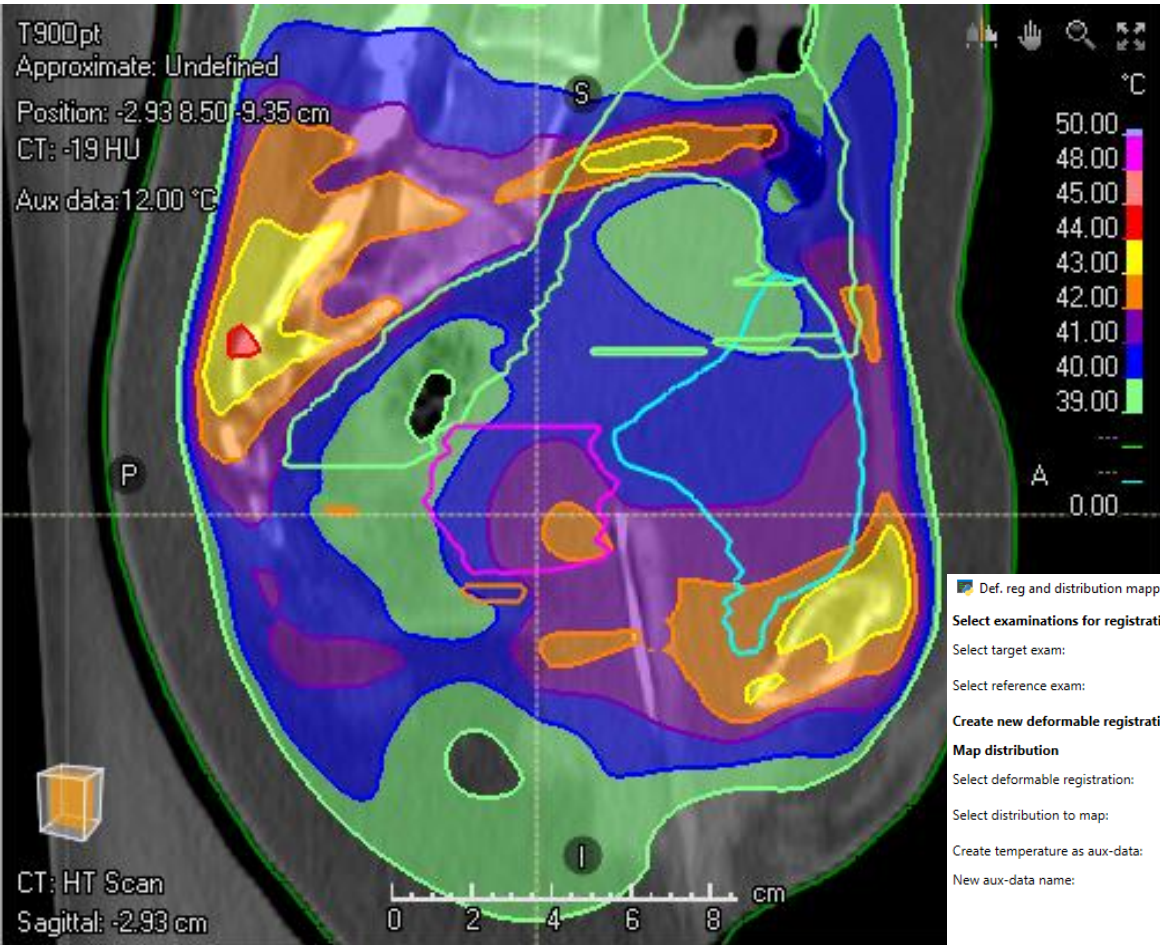 T90Opt
Approximate: Undefined
Position: -2.93 8.50 -9.35 cm
CT: -19 HU
Aux data:12.00 °C
S
P
A
I
°C
50.00
48.00
45.00
44.00
43.00
42.00
41.00
40.00
39.00
---
---
0.00
CT: HT Scan
Sagittal: -2.93 cm
0 2 4 6 8 cm
Def. reg and distribution mapp
Select examinations for registrati
Select target exam:
Select reference exam:
Create new deformable registrati
Map distribution
Select deformable registration:
Select distribution to map:
Create temperature as aux-data:
New aux-data name: